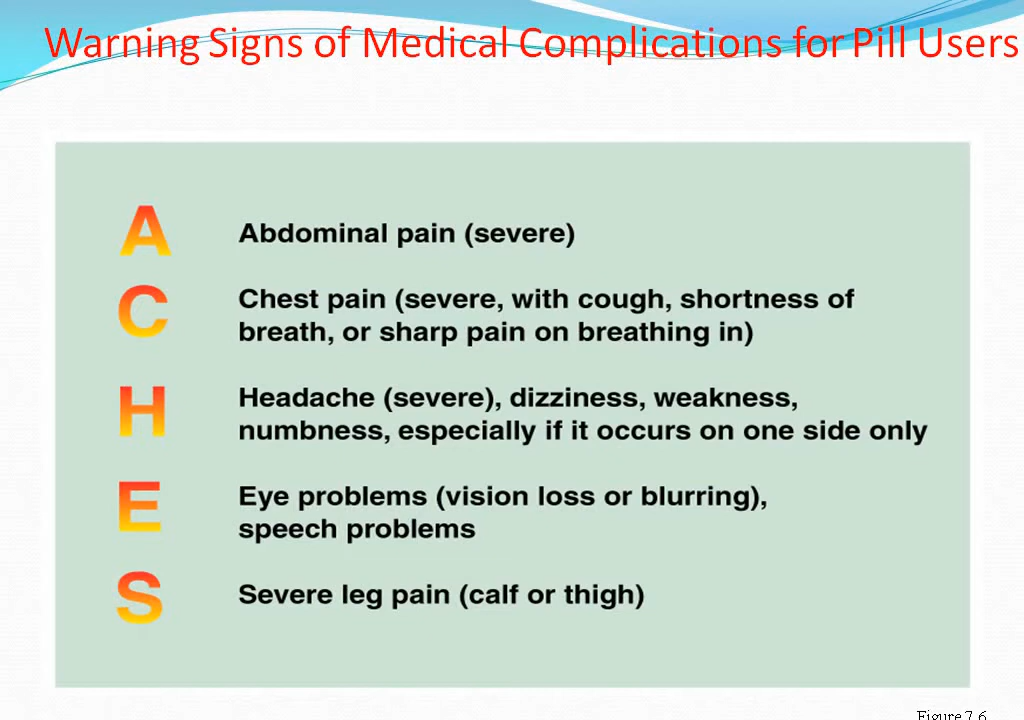 Warning Signs of Medical Complications for Pill Users
A Abdominal pain (severe)
C Chest pain (severe, with cough, shortness of
breath, or sharp pain on breathing in)
H Headache (severe), dizziness, weakness,
numbness, especially if it occurs on one side only
E Eye problems (vision loss or blurring),
speech problems
S Severe leg pain (calf or thigh)
Figure 7.6